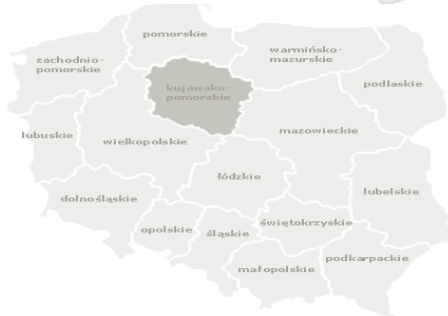 pomorskie
warmińsko-
mazurskie
zachodnio-
pomorskie
podlaskie
kujawsko-
pomorskie
lubuskie
wielkopolskie
mazowieckie
łódzkie
lubelskie
dolnośląskie
opolskie
śląskie
świętokrzyskie
małopolskie
podkarpackie